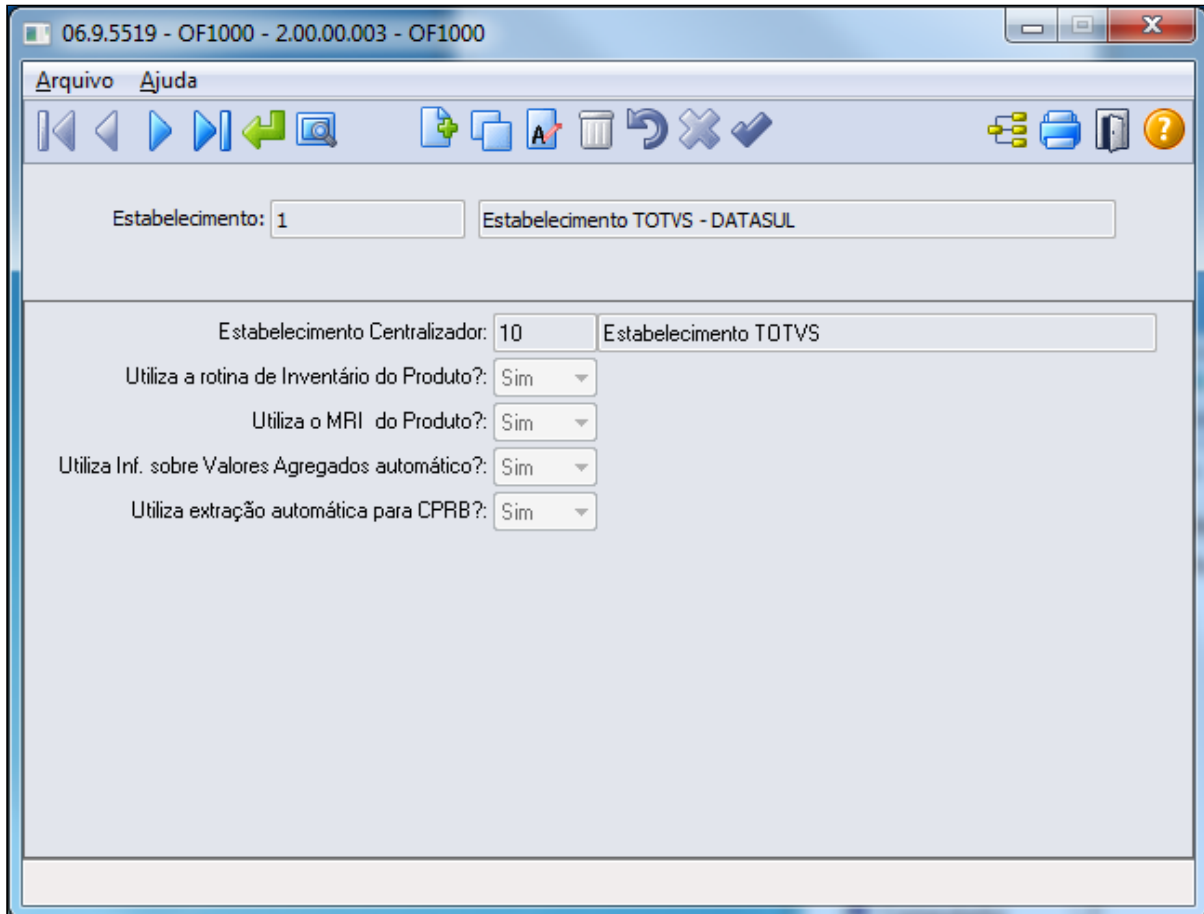 06.9.5519 - OF1000 - 2.00.00.003 - OF1000
Arquivo Ajuda
Estabelecimento: 1 Estabelecimento TOTVS - DATASUL
Estabelecimento Centralizador: 10 Estabelecimento TOTVS
Utiliza a rotina de Inventário do Produto?: Sim
Utiliza o MRI do Produto?: Sim
Utiliza Inf. sobre Valores Agregados automático?: Sim
Utiliza extração automática para CPRB?: Sim